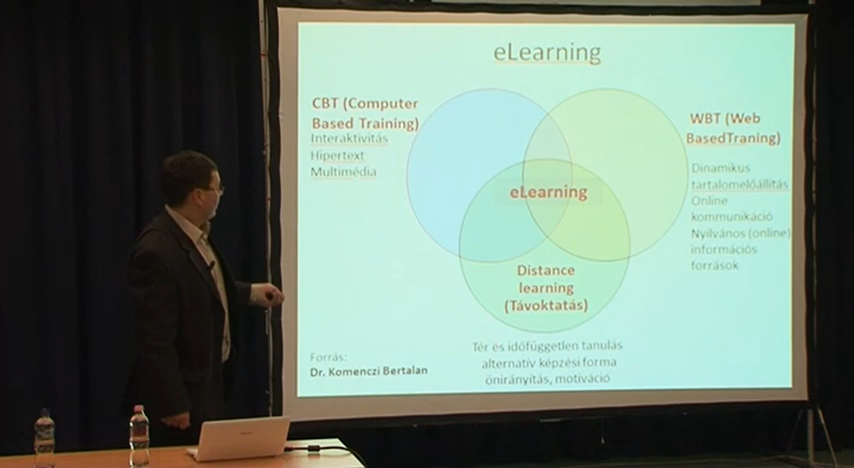 eLearning
CBT (Computer
Based Training)
Interaktivitás
Hipertext
Multimédia
WBT (Web
BasedTraning)
Dinamikus
tartalomelőállítás
Online
kommunikáció
Nyilvános (online)
információs
források
eLearning
Distance
learning
(Távoktatás)
Tér és időfüggetlen tanulás
alternatív képzési forma
önirányítás, motiváció
Forrás:
Dr. Komenczi Bertalan